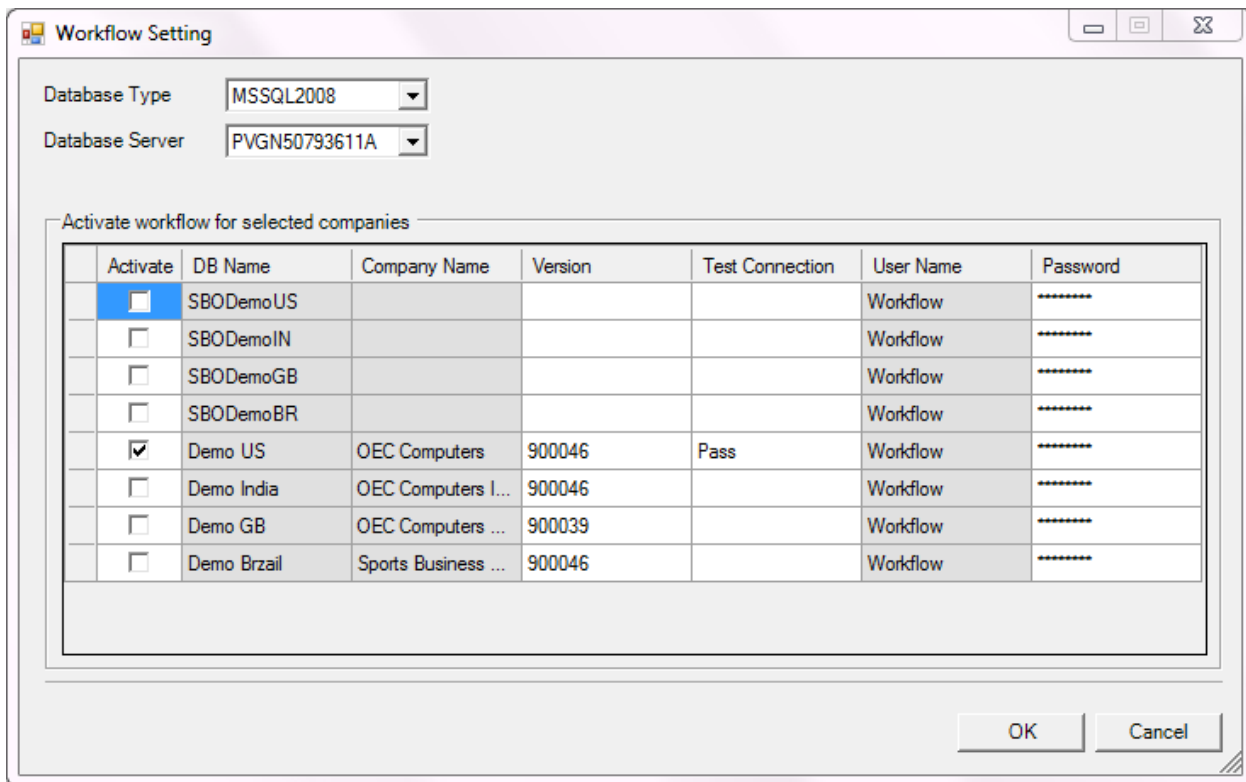 Workflow Setting
Database Type MSSQL2008
Database Server PVGN50793611A
Activate workflow for selected companies
Activate DB Name Company Name Version Test Connection User Name Password
SBODemoUS Workflow ********
SBODemoIN Workflow ********
SBODemoGB Workflow ********
SBODemoBR Workflow ********
Demo US OEC Computers 900046 Pass Workflow ********
Demo India OEC Computers I... 900046 Workflow ********
Demo GB OEC Computers ... 900039 Workflow ********
Demo Brzail Sports Business ... 900046 Workflow ********
OK Cancel